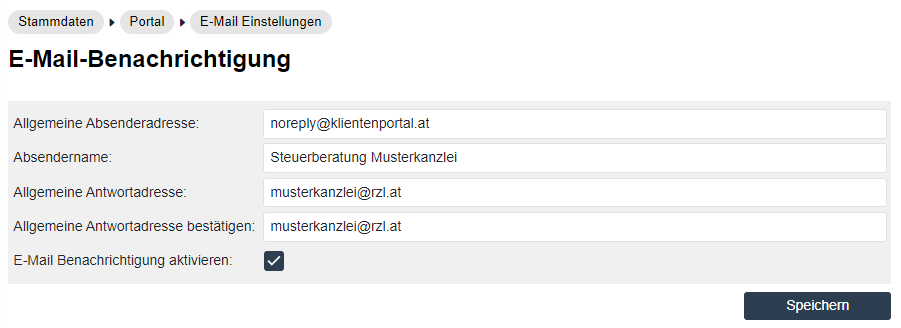 Stammdaten Portal E-Mail Einstellungen
E-Mail-Benachrichtigung
Allgemeine Absenderadresse: noreply@klientenportal.at
Absendername: Steuerberatung Musterkanzlei
Allgemeine Antwortadresse: musterkanzlei@rzl.at
Allgemeine Antwortadresse bestätigen: musterkanzlei@rzl.at
E-Mail Benachrichtigung aktivieren:
Speichern